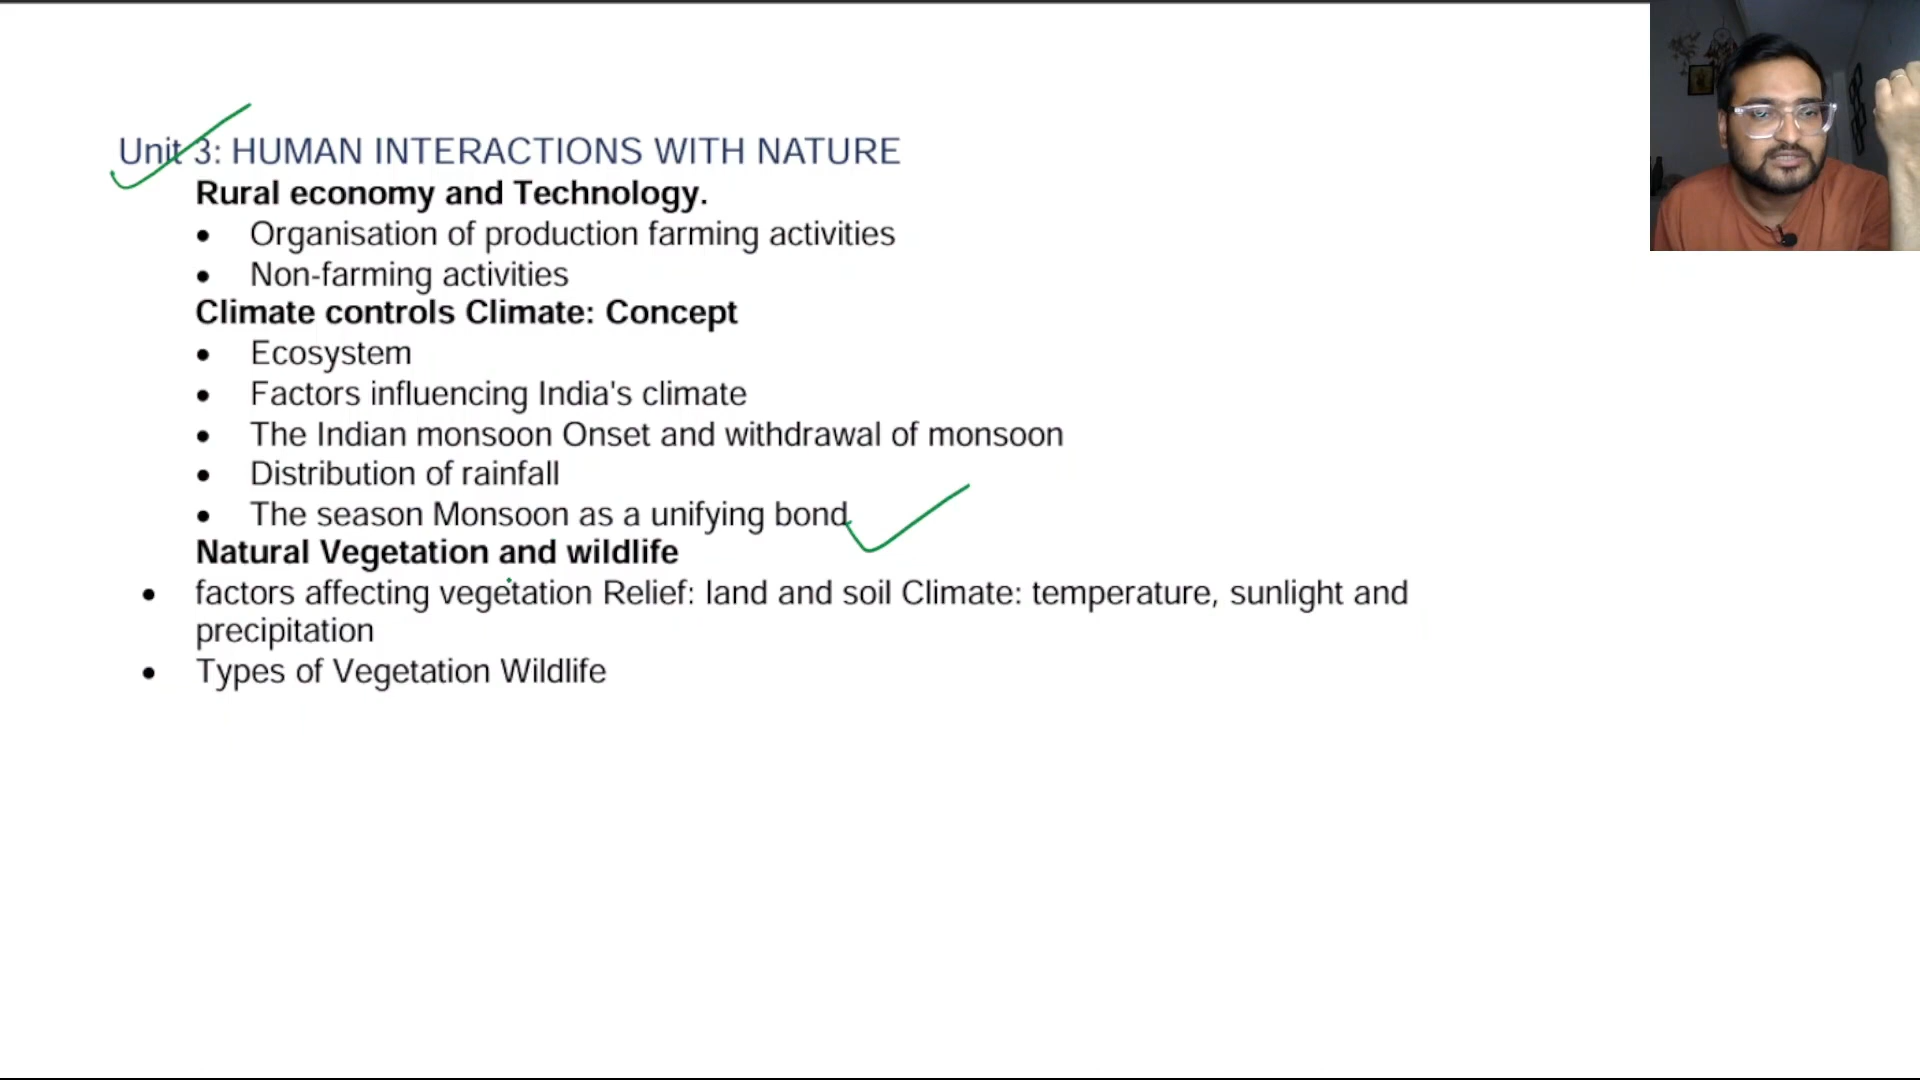 Unit 3: HUMAN INTERACTIONS WITH NATURE
Rural economy and Technology.
• Organisation of production farming activities
• Non-farming activities
Climate controls Climate: Concept
• Ecosystem
• Factors influencing India's climate
• The Indian monsoon Onset and withdrawal of monsoon
• Distribution of rainfall
• The season Monsoon as a unifying bond
Natural Vegetation and wildlife
• factors affecting vegetation Relief: land and soil Climate: temperature, sunlight and
precipitation
• Types of Vegetation Wildlife